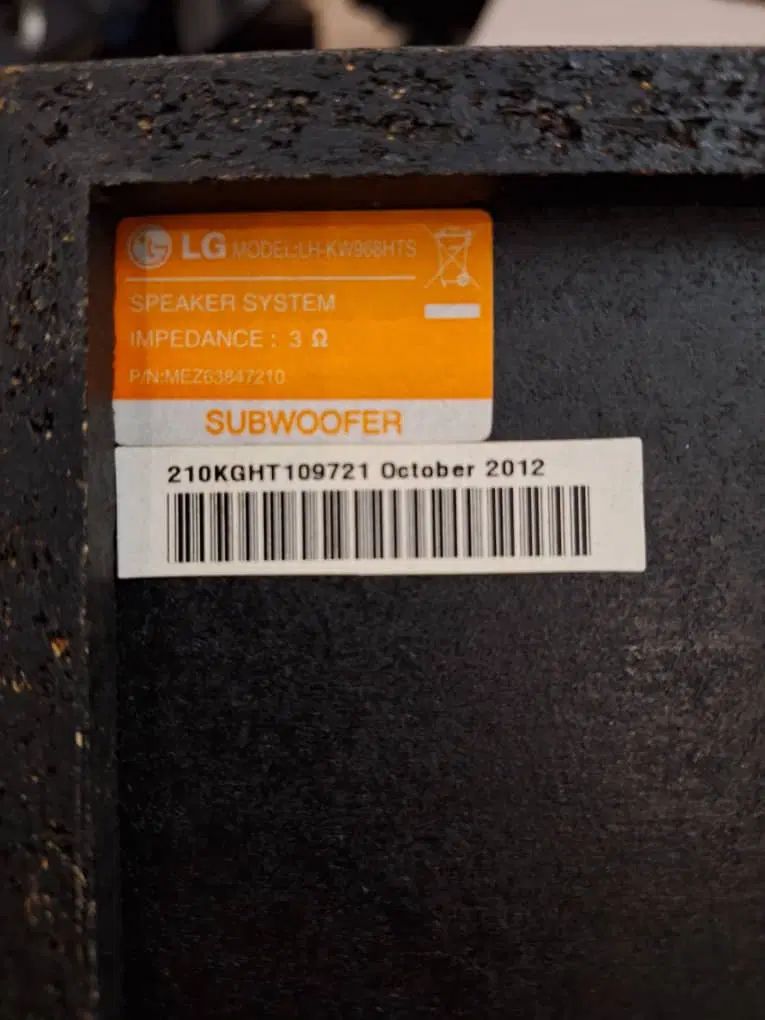 LG MODEL:LH-KW968HTS
SPEAKER SYSTEM
IMPEDANCE : 3 Ω
P/N:MEZ63847210
SUBWOOFER
210KGHT109721 October 2012